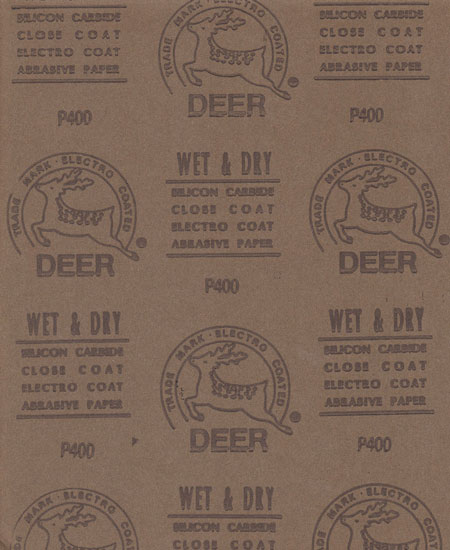 SILICON CARBIDE
CLOSE COAT
ELECTRO COAT
ABRASIVE PAPER
P400
TRADE MARK · ELECTRO COATED
DEER
SILICON CARBIDE
CLOSE COAT
ELECTRO COAT
ABRASIVE PAPER
P400
TRADE MARK · ELECTRO COATED
DEER
WET & DRY
SILICON CARBIDE
CLOSE COAT
ELECTRO COAT
ABRASIVE PAPER
P400
TRADE MARK · ELECTRO COATED
DEER
WET & DRY
SILICON CARBIDE
CLOSE COAT
ELECTRO COAT
ABRASIVE PAPER
P400
TRADE MARK · ELECTRO COATED
DEER
WET & DRY
SILICON CARBIDE
CLOSE COAT
ELECTRO COAT
ABRASIVE PAPER
P400
MARK · ELECTRO
WET & DRY
SILICON CARBIDE
CLOSE COAT
MARK · ELECTRO